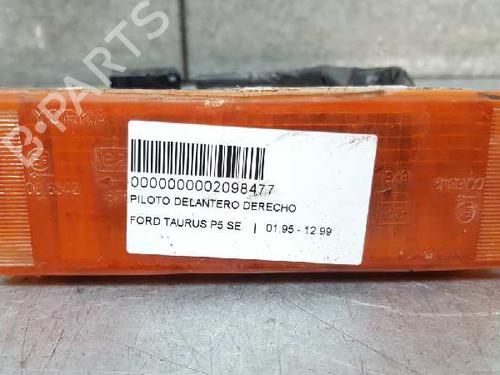 B-PARTS
0000000002098477
PILOTO DELANTERO DERECHO
FORD TAURUS P5 SE | 01.95 - 12.99